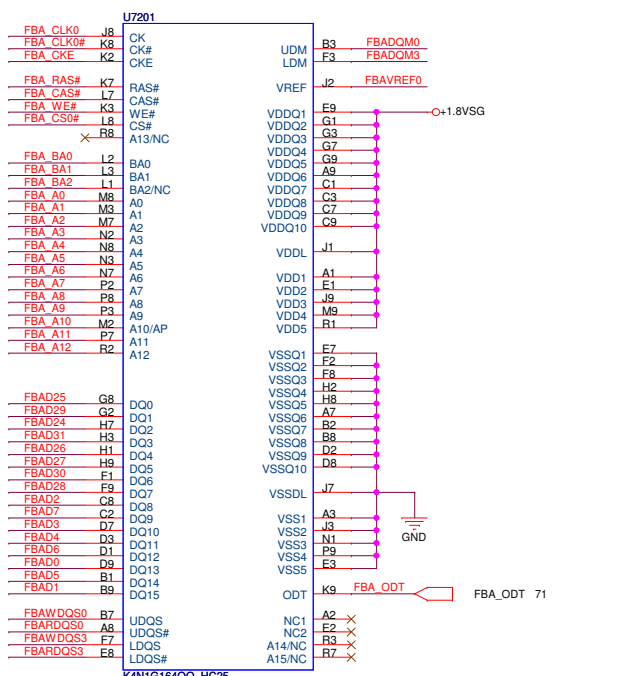 U7201
FBA_CLK0 J8 CK
FBA_CLK0# K8 CK#
FBA_CKE K2 CKE
FBA_RAS# K7 RAS#
FBA_CAS# L7 CAS#
FBA_WE# K3 WE#
FBA_CS0# L8 CS#
R8 A13/NC
FBA_BA0 L2 BA0
FBA_BA1 L3 BA1
FBA_BA2 L1 BA2/NC
FBA_A0 M8 A0
FBA_A1 M3 A1
FBA_A2 M7 A2
FBA_A3 N2 A3
FBA_A4 N8 A4
FBA_A5 N3 A5
FBA_A6 N7 A6
FBA_A7 P2 A7
FBA_A8 P8 A8
FBA_A9 P3 A9
FBA_A10 M2 A10/AP
FBA_A11 P7 A11
FBA_A12 R2 A12
FBAD25 G8 DQ0
FBAD29 G2 DQ1
FBAD24 H7 DQ2
FBAD31 H3 DQ3
FBAD26 H1 DQ4
FBAD27 H9 DQ5
FBAD30 F1 DQ6
FBAD28 F9 DQ7
FBAD2 C8 DQ8
FBAD7 C2 DQ9
FBAD3 D7 DQ10
FBAD4 D3 DQ11
FBAD6 D1 DQ12
FBAD0 D9 DQ13
FBAD5 B1 DQ14
FBAD1 B9 DQ15
FBAWDQS0 B7 UDQS
FBARDQS0 A8 UDQS#
FBAWDQS3 F7 LDQS
FBARDQS3 E8 LDQS#
UDM B3 FBADQM0
LDM F3 FBADQM3
VREF J2 FBAVREF0
VDDQ1 E9 +1.8VSG
VDDQ2 G1
VDDQ3 G3
VDDQ4 G7
VDDQ5 G9
VDDQ6 A9
VDDQ7 C1
VDDQ8 C3
VDDQ9 C7
VDDQ10 C9
VDDL J1
VDD1 A1
VDD2 E1
VDD3 J9
VDD4 M9
VDD5 R1
VSSQ1 E7
VSSQ2 F2
VSSQ3 F8
VSSQ4 H2
VSSQ5 H8
VSSQ6 A7
VSSQ7 B2
VSSQ8 B8
VSSQ9 D2
VSSQ10 D8
VSSDL J7
VSS1 A3
VSS2 J3
VSS3 N1
VSS4 P9
VSS5 E3
GND
ODT K9 FBA_ODT FBA_ODT 71
NC1 A2
NC2 E2
A14/NC R3
A15/NC R7